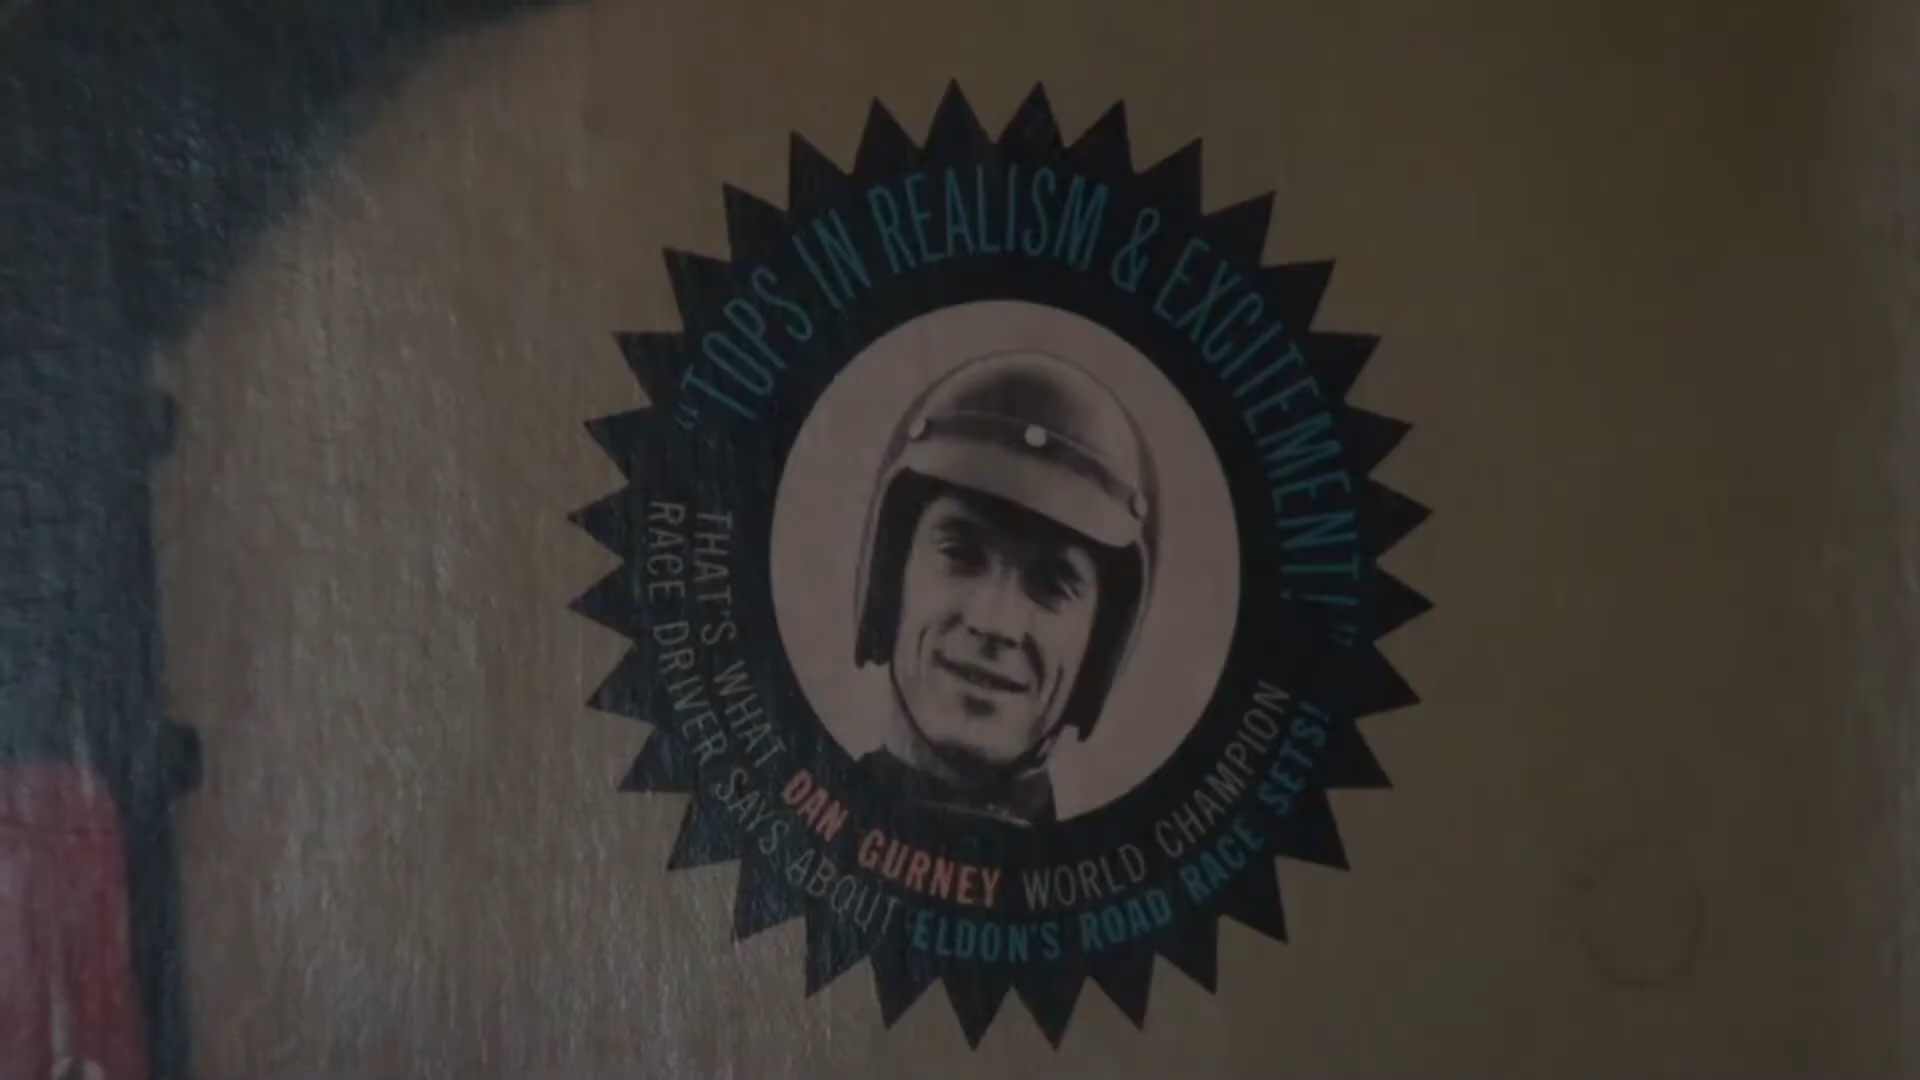 "TOPS IN REALISM & EXCITEMENT!"
THAT'S WHAT DAN GURNEY WORLD CHAMPION
RACE DRIVER SAYS ABOUT ELDON'S ROAD RACE SETS!